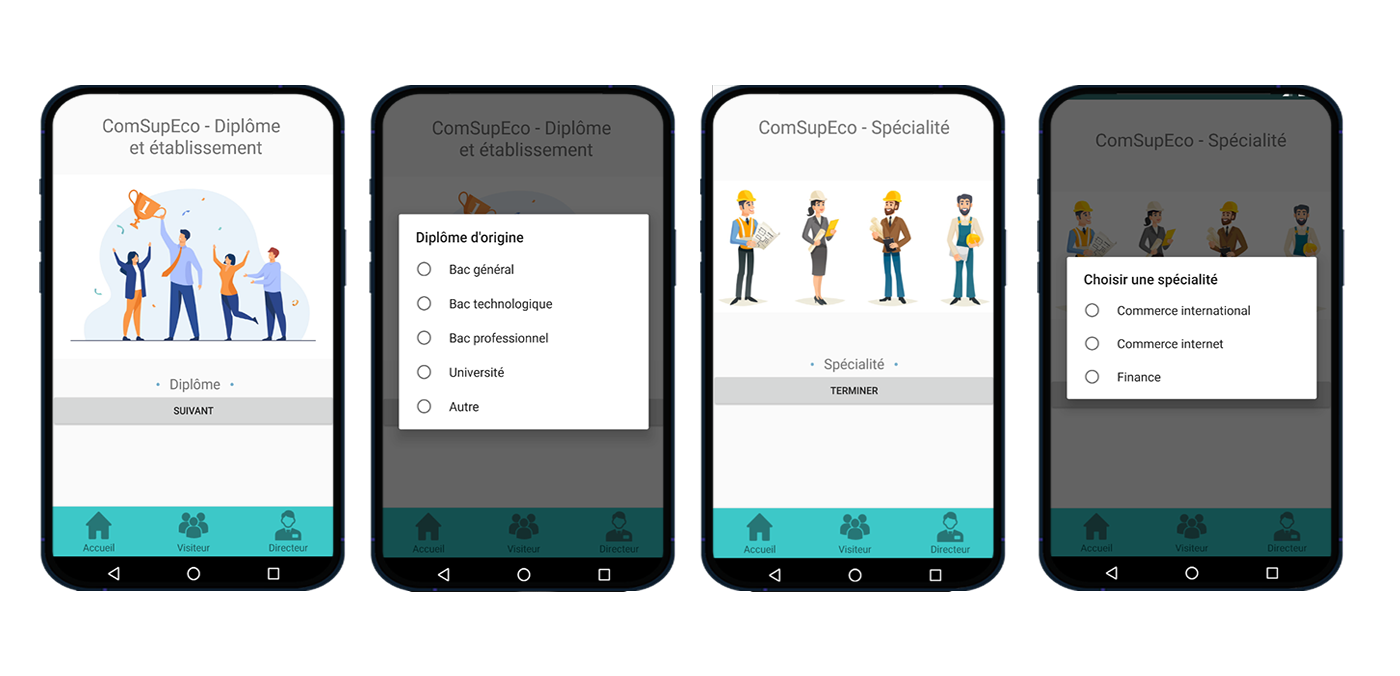 ComSupEco - Diplôme
et établissement
1
Diplôme
SUIVANT
Accueil
Visiteur
Directeur
ComSupEco - Diplôme
et établissement
Diplôme d'origine
Bac général
Bac technologique
Bac professionnel
Université
Autre
Accueil
Visiteur
Directeur
ComSupEco - Spécialité
• Spécialité •
TERMINER
Accueil
Visiteur
Directeur
ComSupEco - Spécialité
Choisir une spécialité
Commerce international
Commerce internet
Finance
Accueil
Visiteur
Directeur